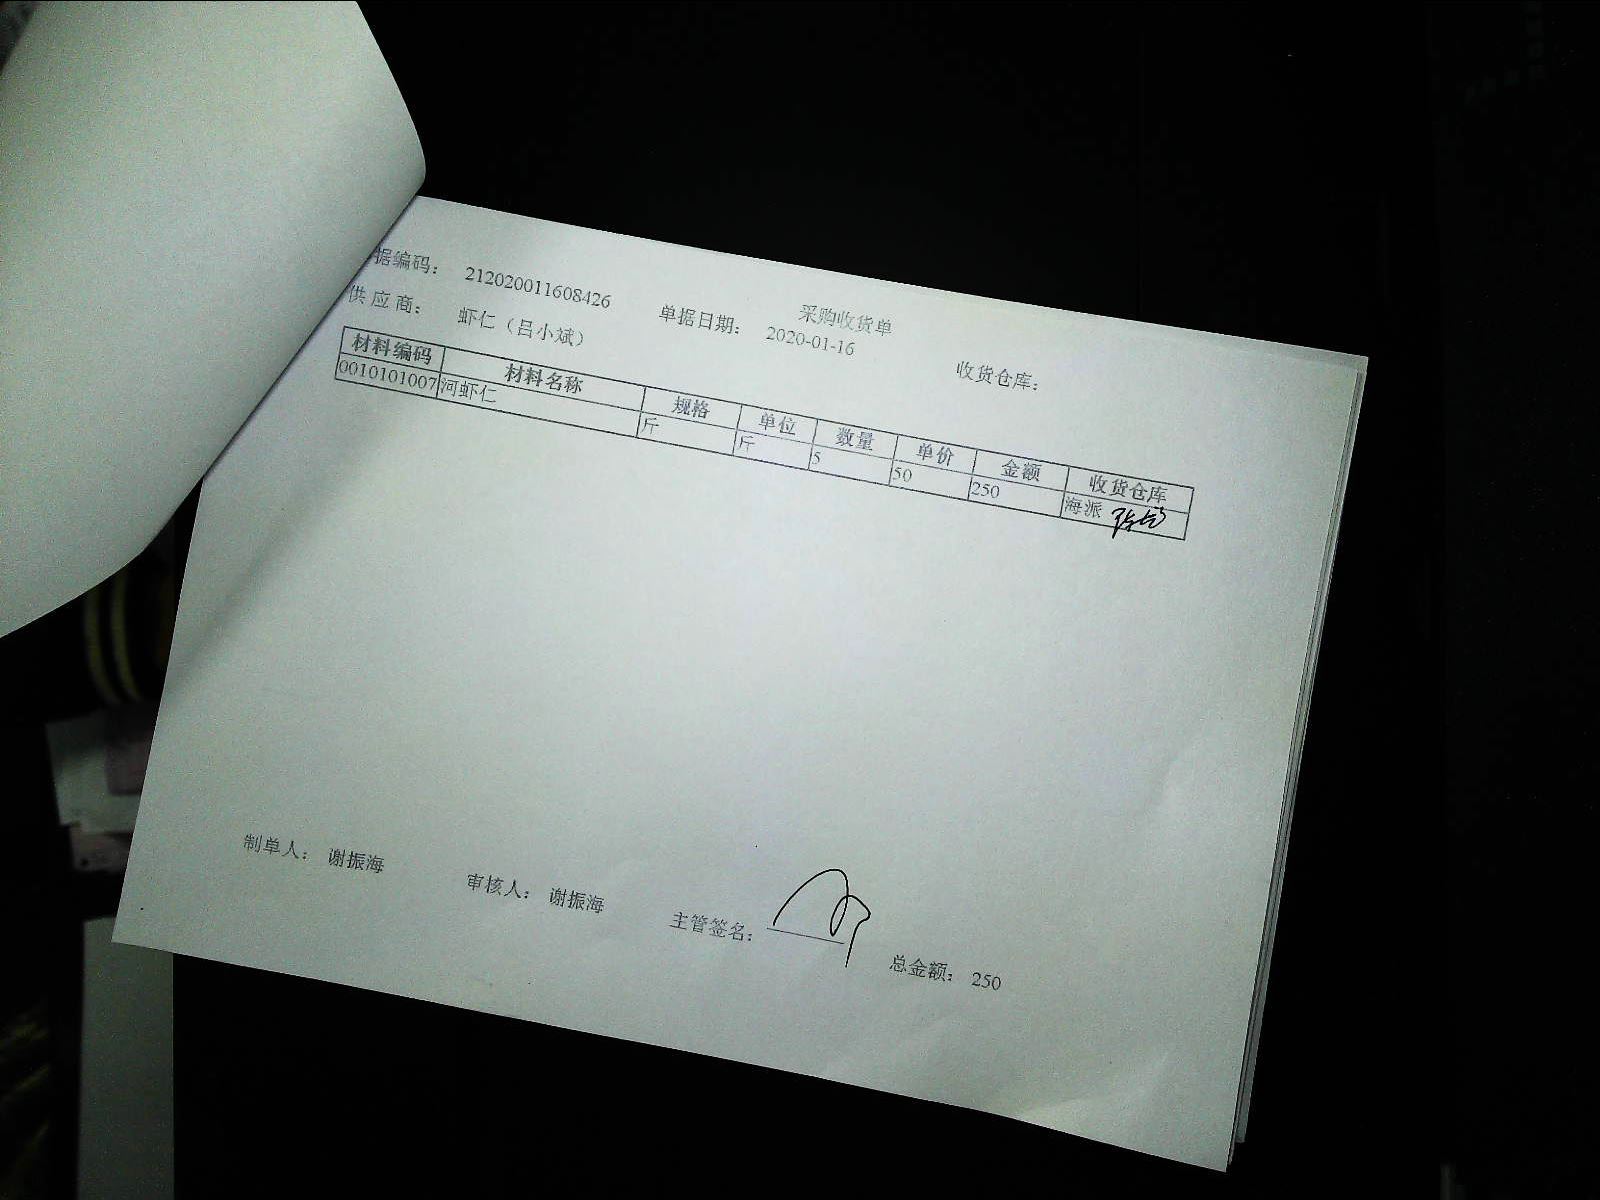 采购收货单
据编码： 212020011608426 单据日期： 2020-01-16 收货仓库：
供应商： 虾仁（吕小斌）
材料编码 材料名称 规格 单位 数量 单价 金额 收货仓库
0010101007 河虾仁 斤 斤 5 50 250 海派
制单人： 谢振海 审核人： 谢振海 主管签名： 总金额： 250